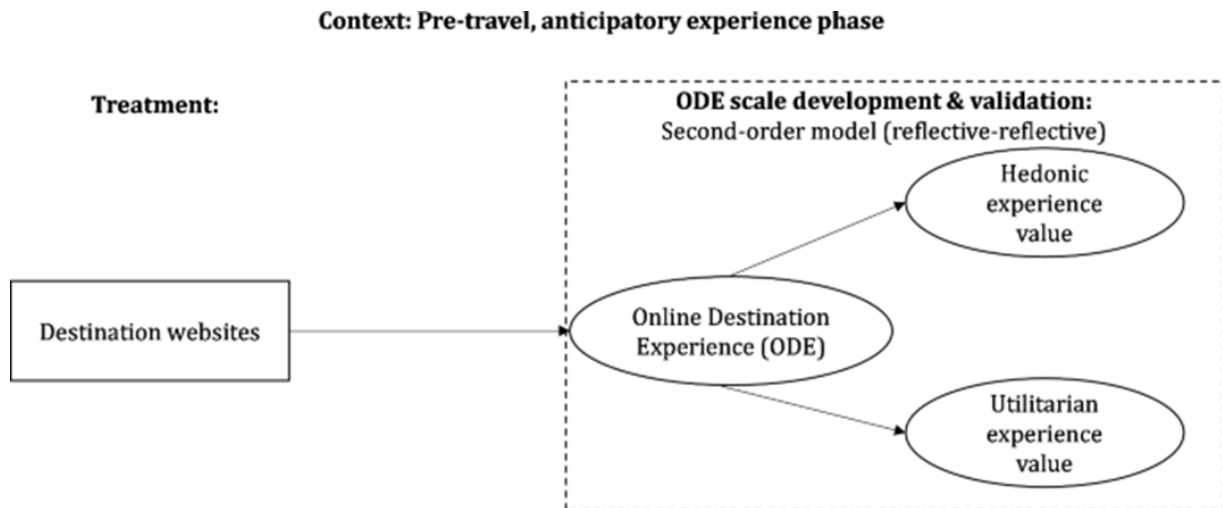 Context: Pre-travel, anticipatory experience phase
Treatment:
ODE scale development & validation:
Second-order model (reflective-reflective)
Hedonic
experience
value
Destination websites
Online Destination
Experience (ODE)
Utilitarian
experience
value